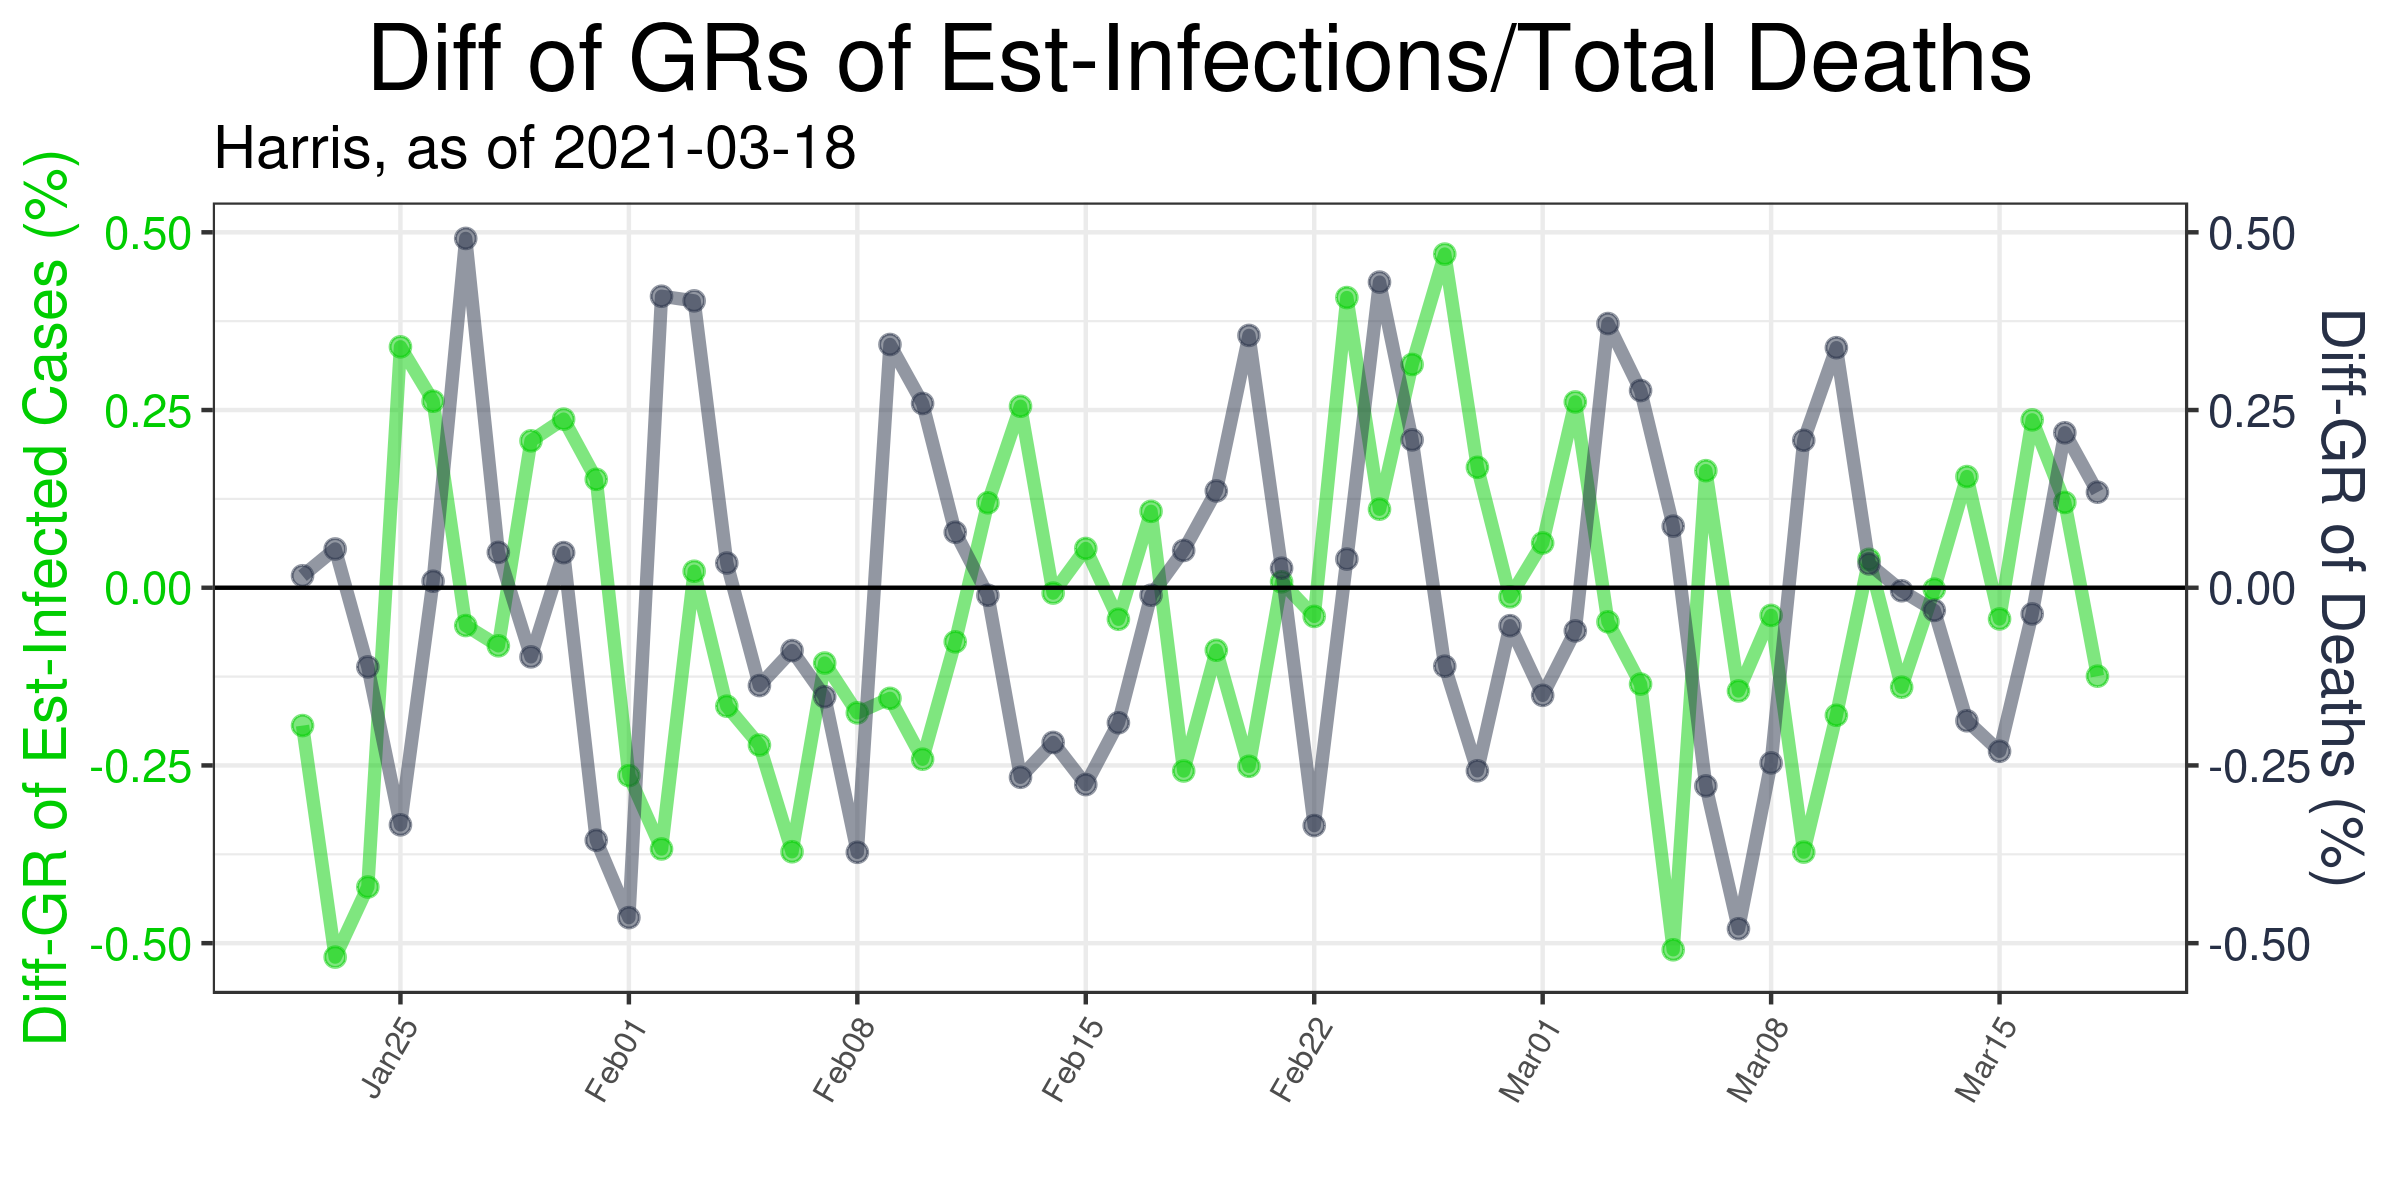 Diff of GRs of Est-Infections/Total Deaths
Harris, as of 2021-03-18
Diff-GR of Est-Infected Cases (%)
0.50
0.25
0.00
-0.25
-0.50
0.50
0.25
0.00
-0.25
-0.50
Diff-GR of Deaths (%)
Jan25
Feb01
Feb08
Feb15
Feb22
Mar01
Mar08
Mar15